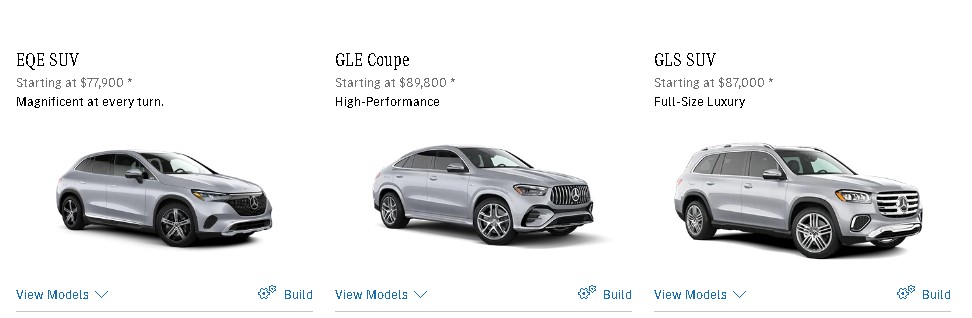 EQE SUV
Starting at $77,900 *
Magnificent at every turn.
View Models
Build
GLE Coupe
Starting at $89,800 *
High-Performance
View Models
Build
GLS SUV
Starting at $87,000 *
Full-Size Luxury
View Models
Build